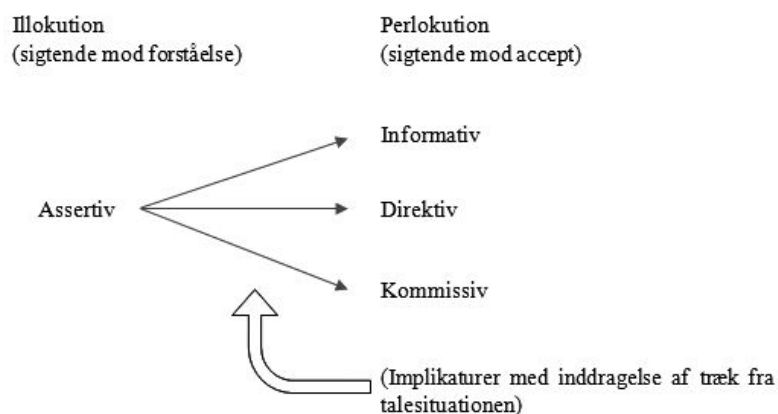 Illokution
(sigtende mod forståelse)
Perlokution
(sigtende mod accept)
Informativ
Assertiv
Direktiv
Kommissiv
(Implikaturer med inddragelse af træk fra
talesituationen)